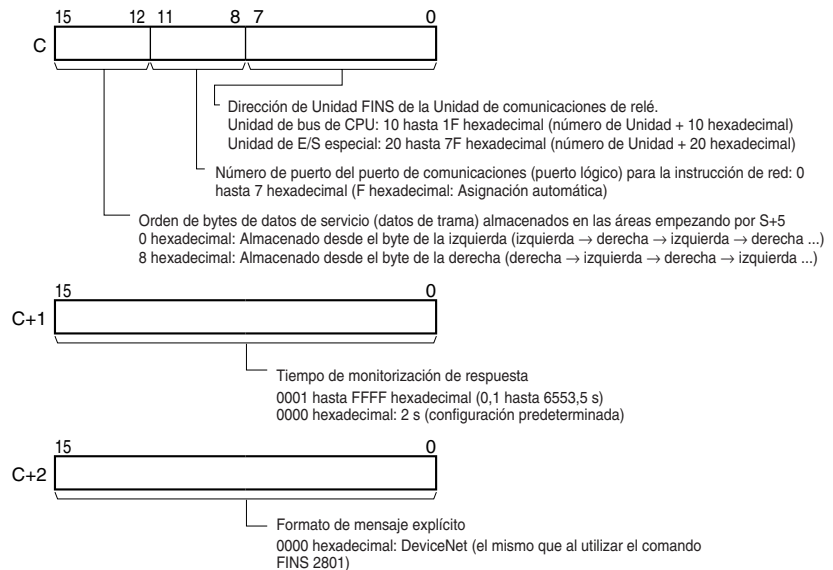 15 12 11 8 7 0
C
Dirección de Unidad FINS de la Unidad de comunicaciones de relé.
Unidad de bus de CPU: 10 hasta 1F hexadecimal (número de Unidad + 10 hexadecimal)
Unidad de E/S especial: 20 hasta 7F hexadecimal (número de Unidad + 20 hexadecimal)
Número de puerto del puerto de comunicaciones (puerto lógico) para la instrucción de red: 0
hasta 7 hexadecimal (F hexadecimal: Asignación automática)
Orden de bytes de datos de servicio (datos de trama) almacenados en las áreas empezando por S+5
0 hexadecimal: Almacenado desde el byte de la izquierda (izquierda → derecha → izquierda → derecha ...)
8 hexadecimal: Almacenado desde el byte de la derecha (derecha → izquierda → derecha → izquierda ...)
15 0
C+1
Tiempo de monitorización de respuesta
0001 hasta FFFF hexadecimal (0,1 hasta 6553,5 s)
0000 hexadecimal: 2 s (configuración predeterminada)
15 0
C+2
Formato de mensaje explícito
0000 hexadecimal: DeviceNet (el mismo que al utilizar el comando
FINS 2801)